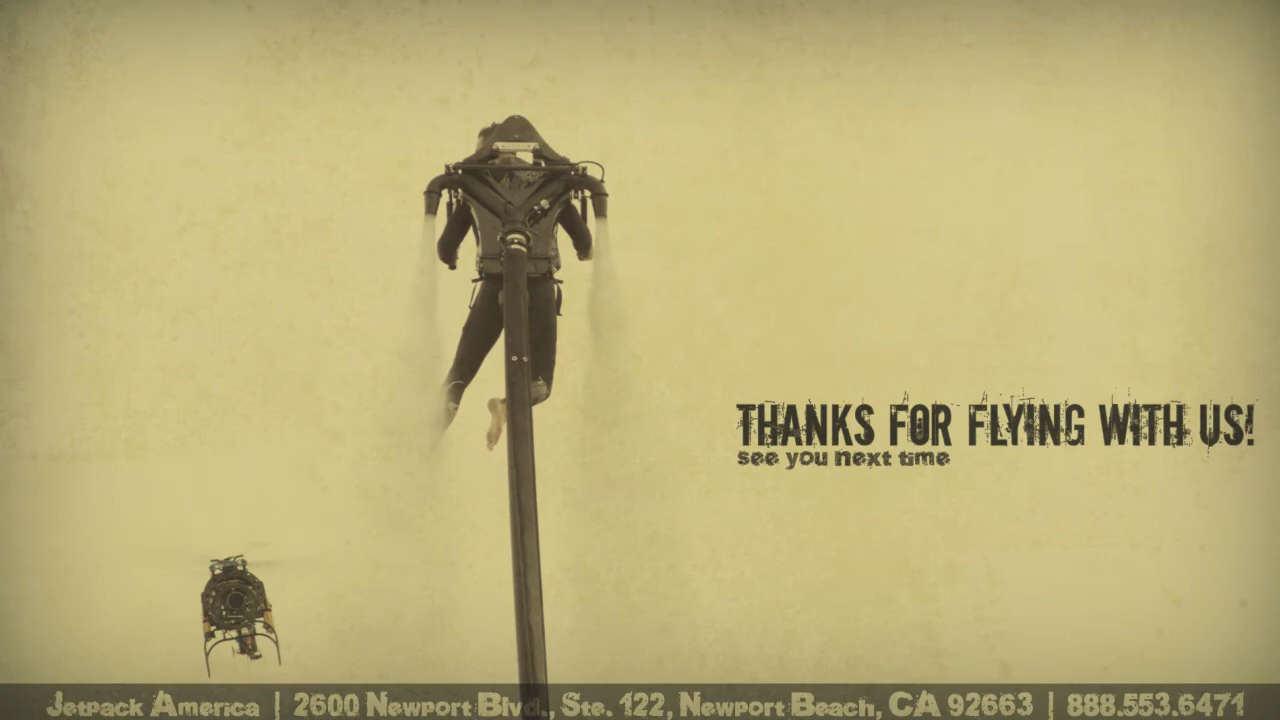 THANKS FOR FLYING WITH US!
see you next time
Jetpack America | 2600 Newport Blvd., Ste. 122, Newport Beach, CA 92663 | 888.553.6471